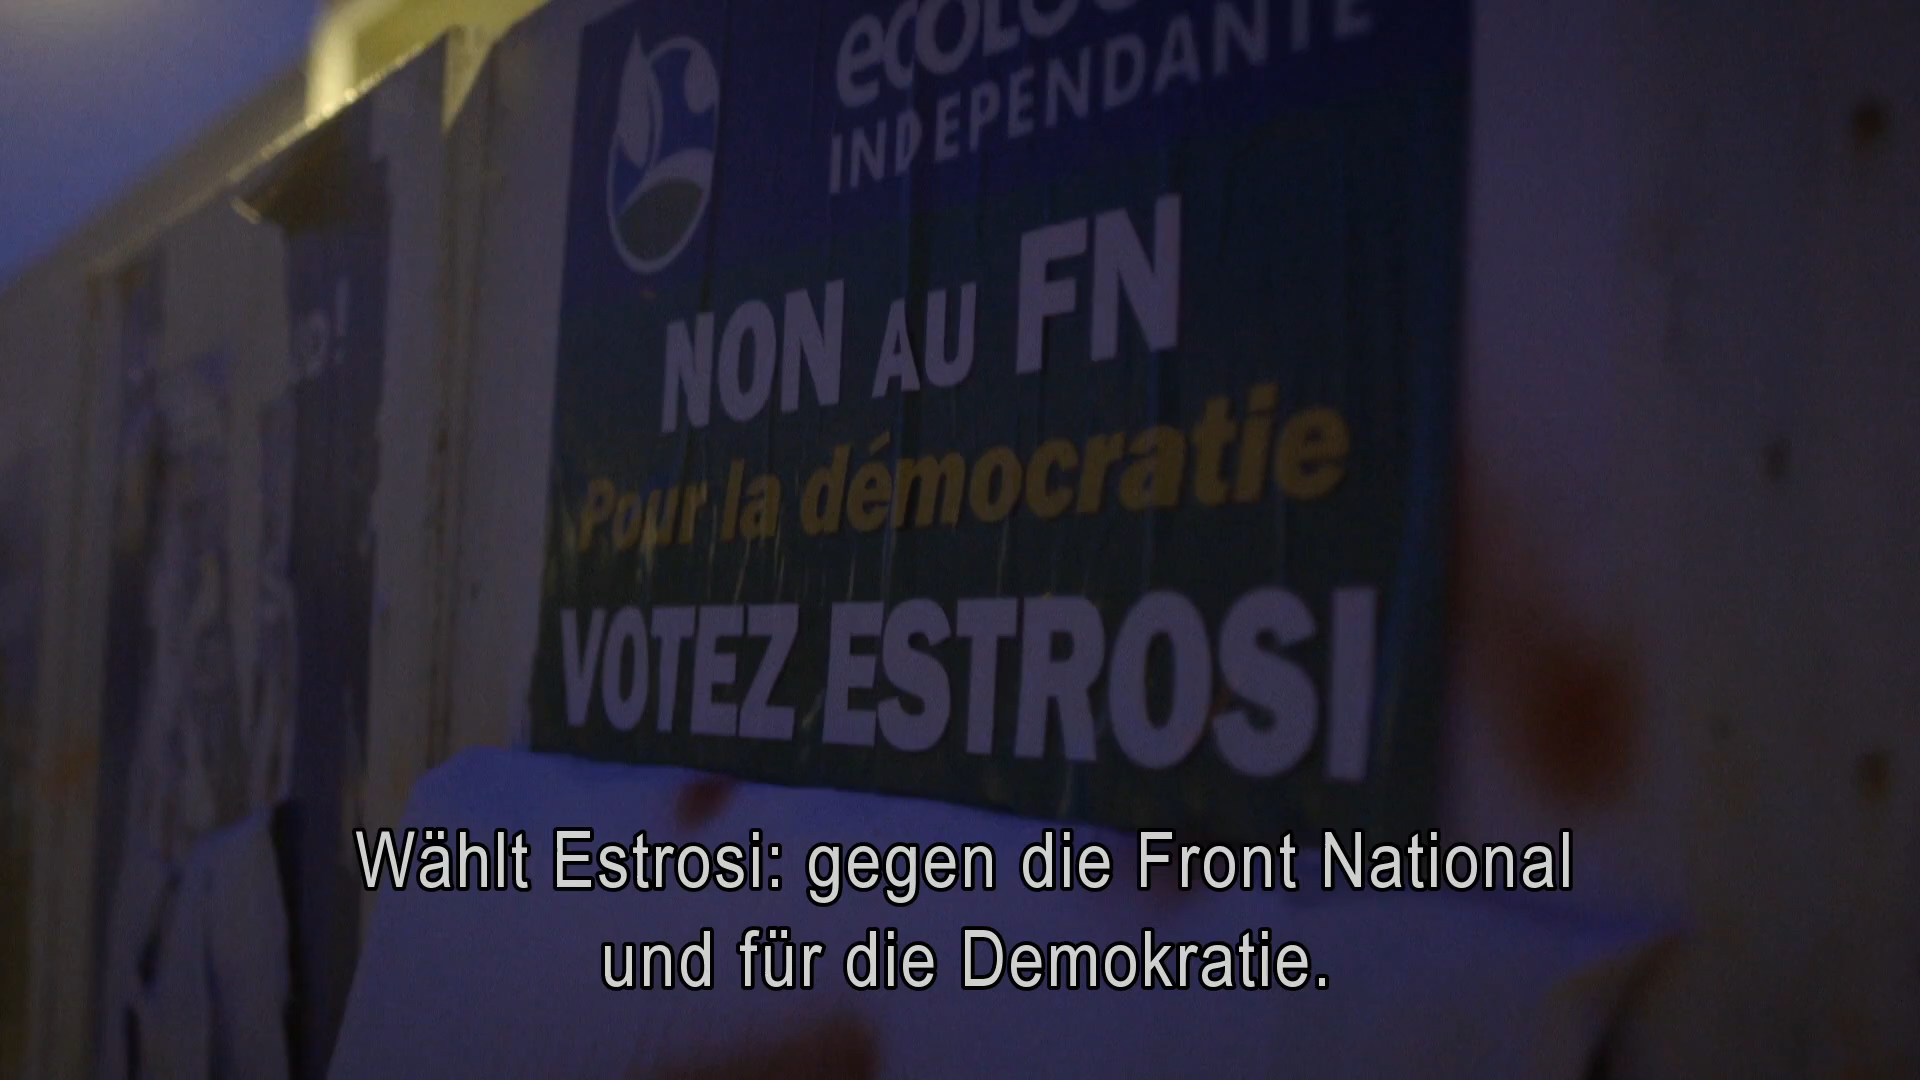 INDEPENDANTE
NON AU FN
Pour la démocratie
VOTEZ ESTROSI
Wählt Estrosi: gegen die Front National
und für die Demokratie.